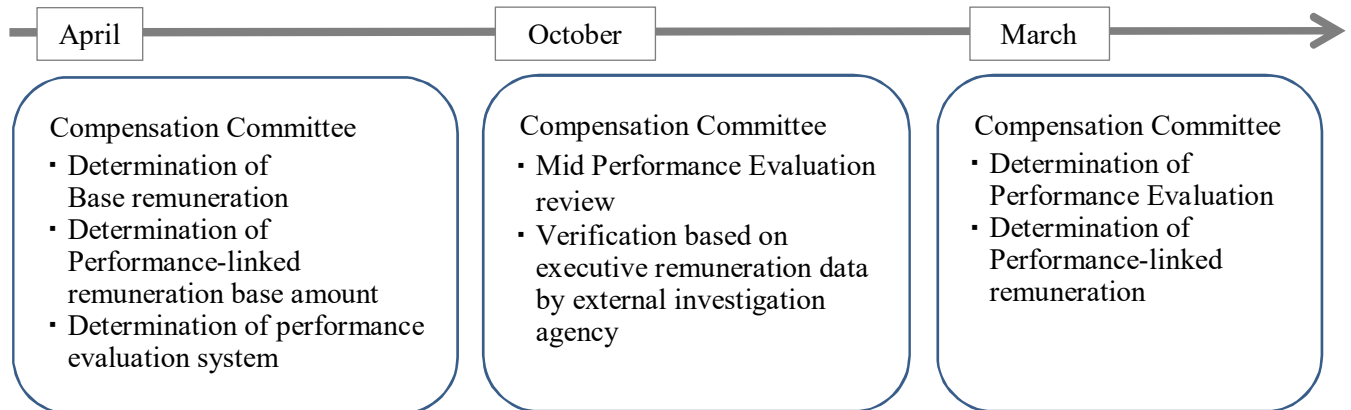 April
October
March
Compensation Committee
▪ Determination of
Base remuneration
▪ Determination of
Performance-linked
remuneration base amount
▪ Determination of performance
evaluation system
Compensation Committee
▪ Mid Performance Evaluation
review
▪ Verification based on
executive remuneration data
by external investigation
agency
Compensation Committee
▪ Determination of
Performance Evaluation
▪ Determination of
Performance-linked
remuneration